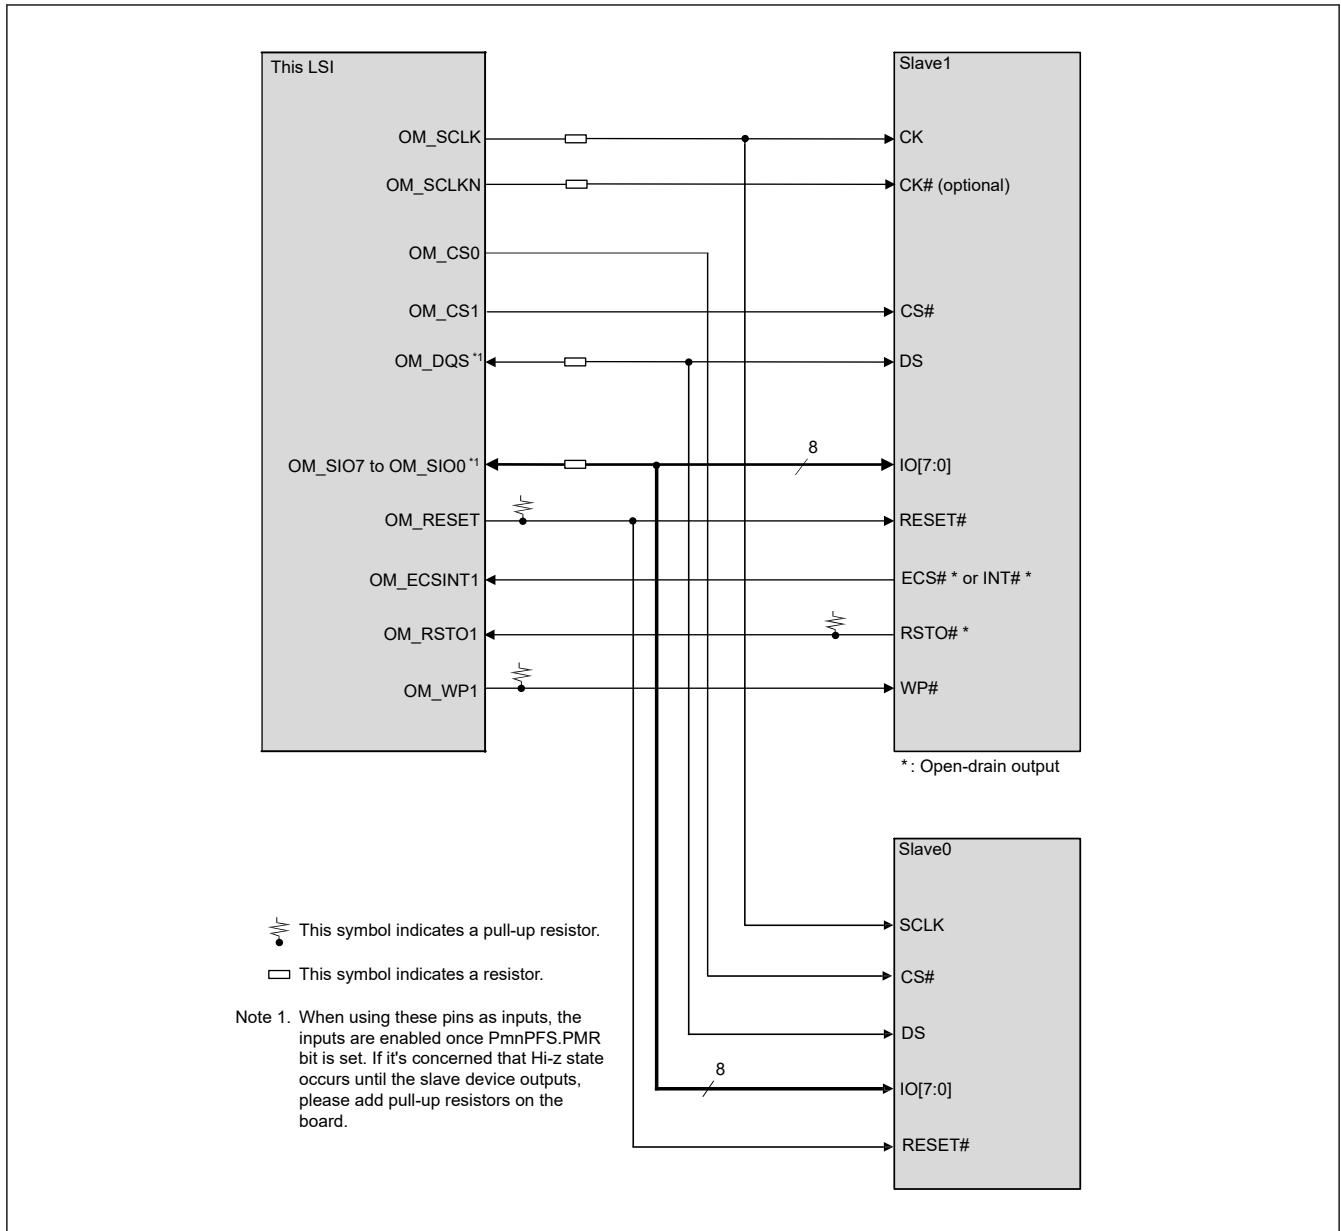 This LSI
OM_SCLK
OM_SCLKN
OM_CS0
OM_CS1
OM_DQS *1
OM_SIO7 to OM_SIO0 *1
OM_RESET
OM_ECSINT1
OM_RSTO1
OM_WP1
8
Slave1
CK
CK# (optional)
CS#
DS
IO[7:0]
RESET#
ECS# * or INT# *
RSTO# *
WP#
* : Open-drain output
Slave0
SCLK
CS#
DS
8
IO[7:0]
RESET#
This symbol indicates a pull-up resistor.
This symbol indicates a resistor.
Note 1. When using these pins as inputs, the
inputs are enabled once PmnPFS.PMR
bit is set. If it's concerned that Hi-z state
occurs until the slave device outputs,
please add pull-up resistors on the
board.